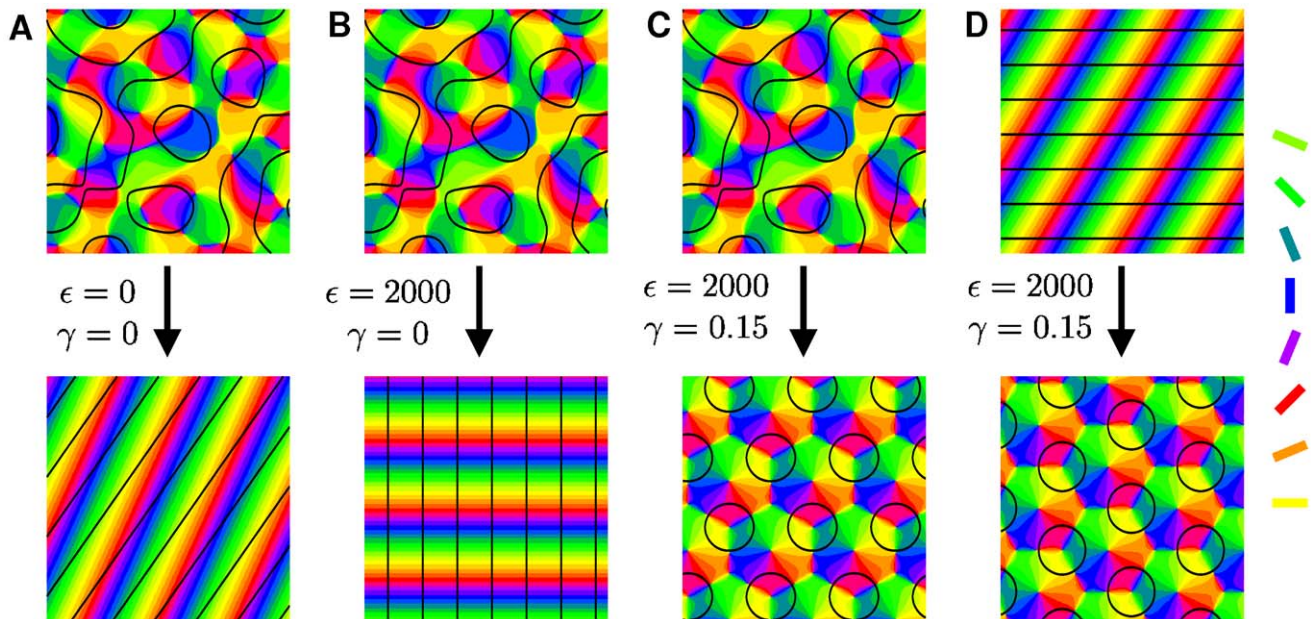 A
B
C
D
ϵ = 0
γ = 0
ϵ = 2000
γ = 0
ϵ = 2000
γ = 0.15
ϵ = 2000
γ = 0.15